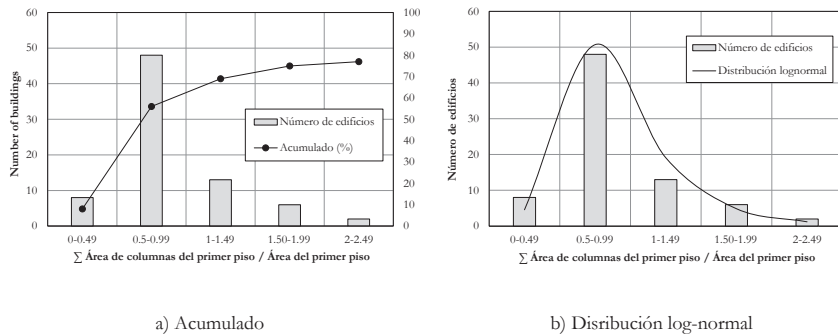 60
50
40
30
20
10
0
Number of buildings
100
90
80
70
60
50
40
30
20
10
0
Número de edificios
Acumulado (%)
0-0.49 0.5-0.99 1-1.49 1.50-1.99 2-2.49
∑ Área de columnas del primer piso / Área del primer piso
a) Acumulado
60
50
40
30
20
10
0
Número de edificios
Número de edificios
Distribución lognormal
0-0.49 0.5-0.99 1-1.49 1.50-1.99 2-2.49
∑ Área de columnas del primer piso / Área del primer piso
b) Disribución log-normal